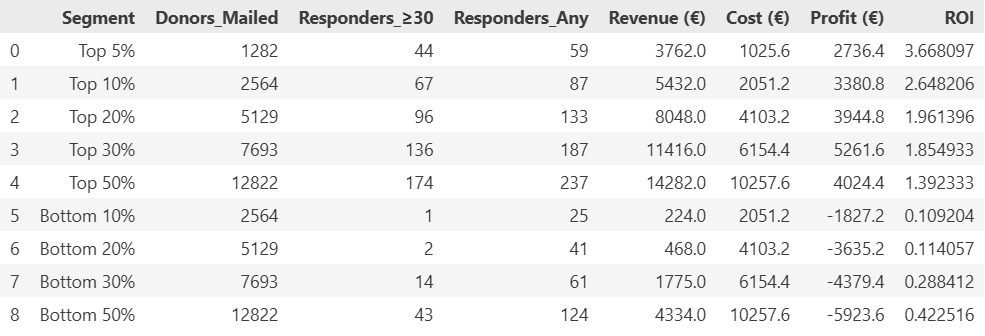 Segment Donors_Mailed Responders_≥30 Responders_Any Revenue (€) Cost (€) Profit (€) ROI
0 Top 5% 1282 44 59 3762.0 1025.6 2736.4 3.668097
1 Top 10% 2564 67 87 5432.0 2051.2 3380.8 2.648206
2 Top 20% 5129 96 133 8048.0 4103.2 3944.8 1.961396
3 Top 30% 7693 136 187 11416.0 6154.4 5261.6 1.854933
4 Top 50% 12822 174 237 14282.0 10257.6 4024.4 1.392333
5 Bottom 10% 2564 1 25 224.0 2051.2 -1827.2 0.109204
6 Bottom 20% 5129 2 41 468.0 4103.2 -3635.2 0.114057
7 Bottom 30% 7693 14 61 1775.0 6154.4 -4379.4 0.288412
8 Bottom 50% 12822 43 124 4334.0 10257.6 -5923.6 0.422516